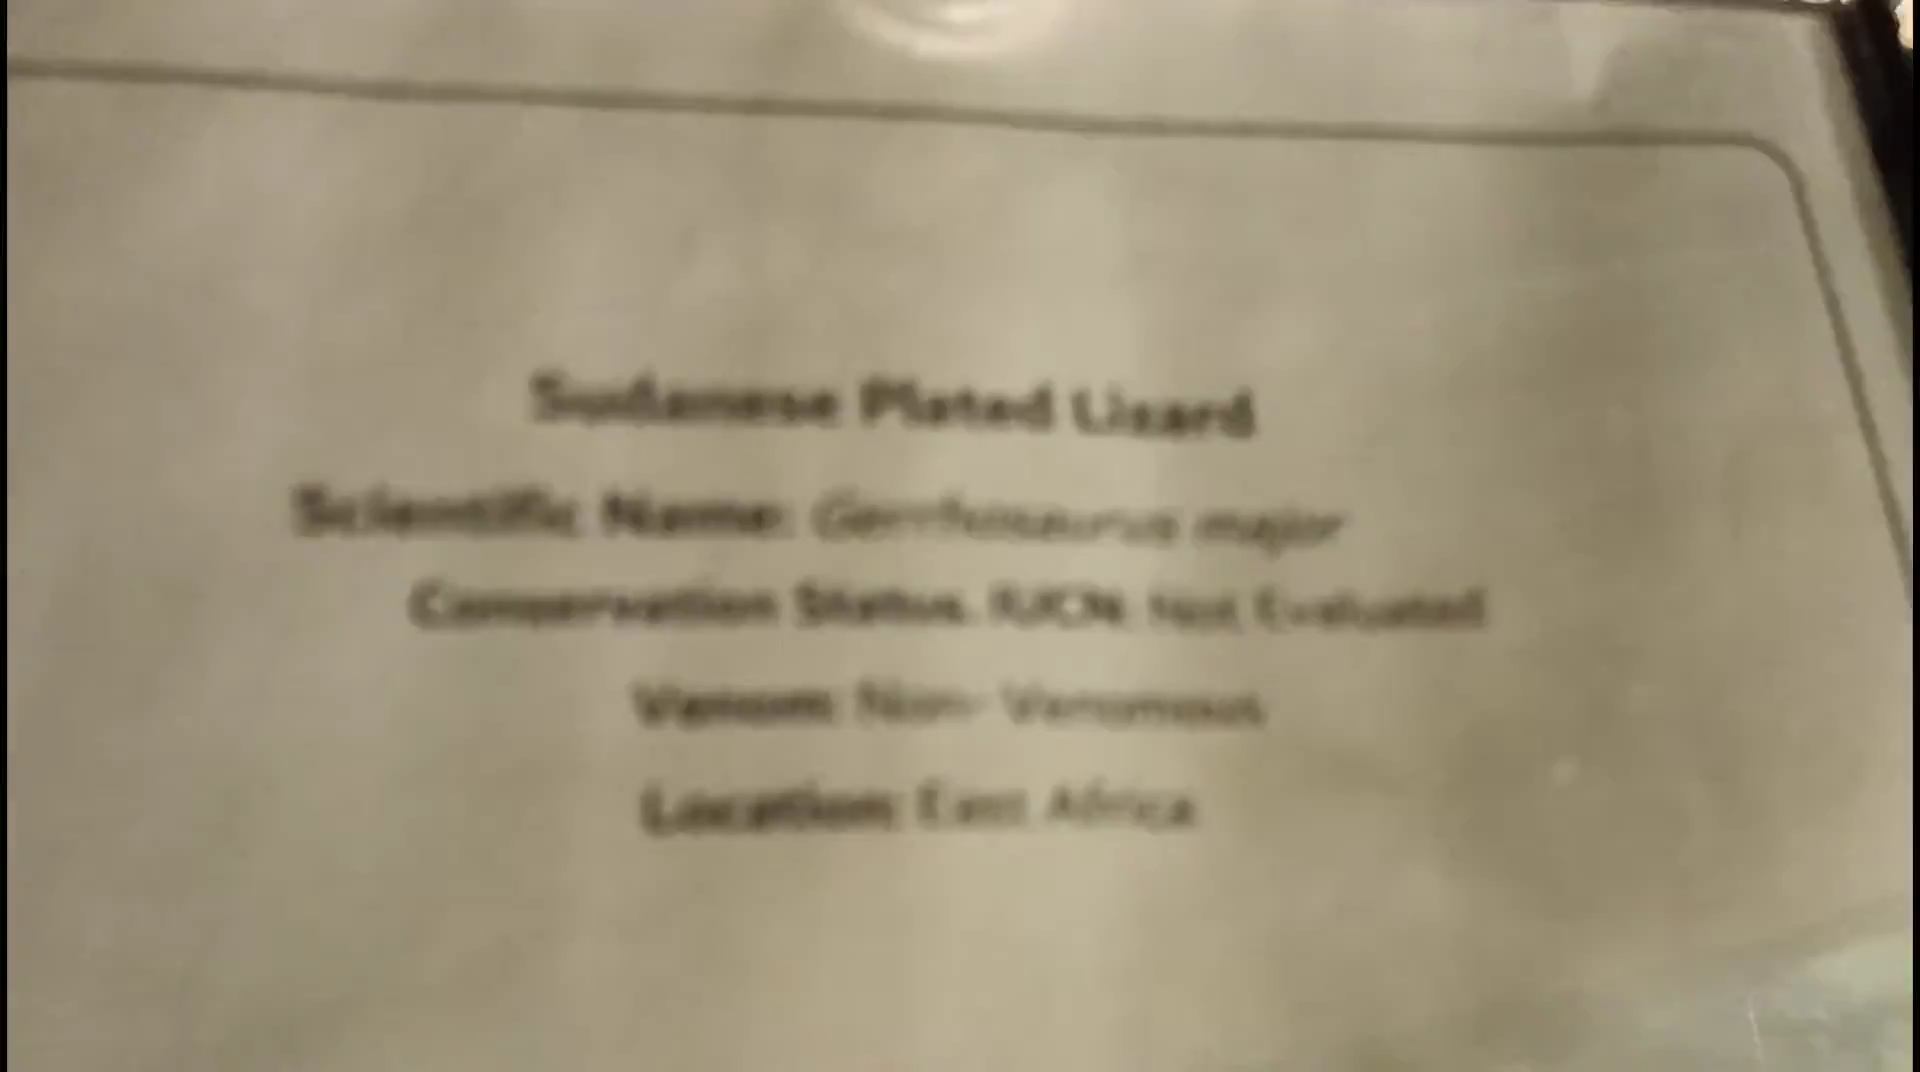 Sudanese Plated Lizard
Scientific Name: Gerrhosaurus major
Conservation Status: IUCN: Not Evaluated
Venom: Non-Venomous
Location: East Africa